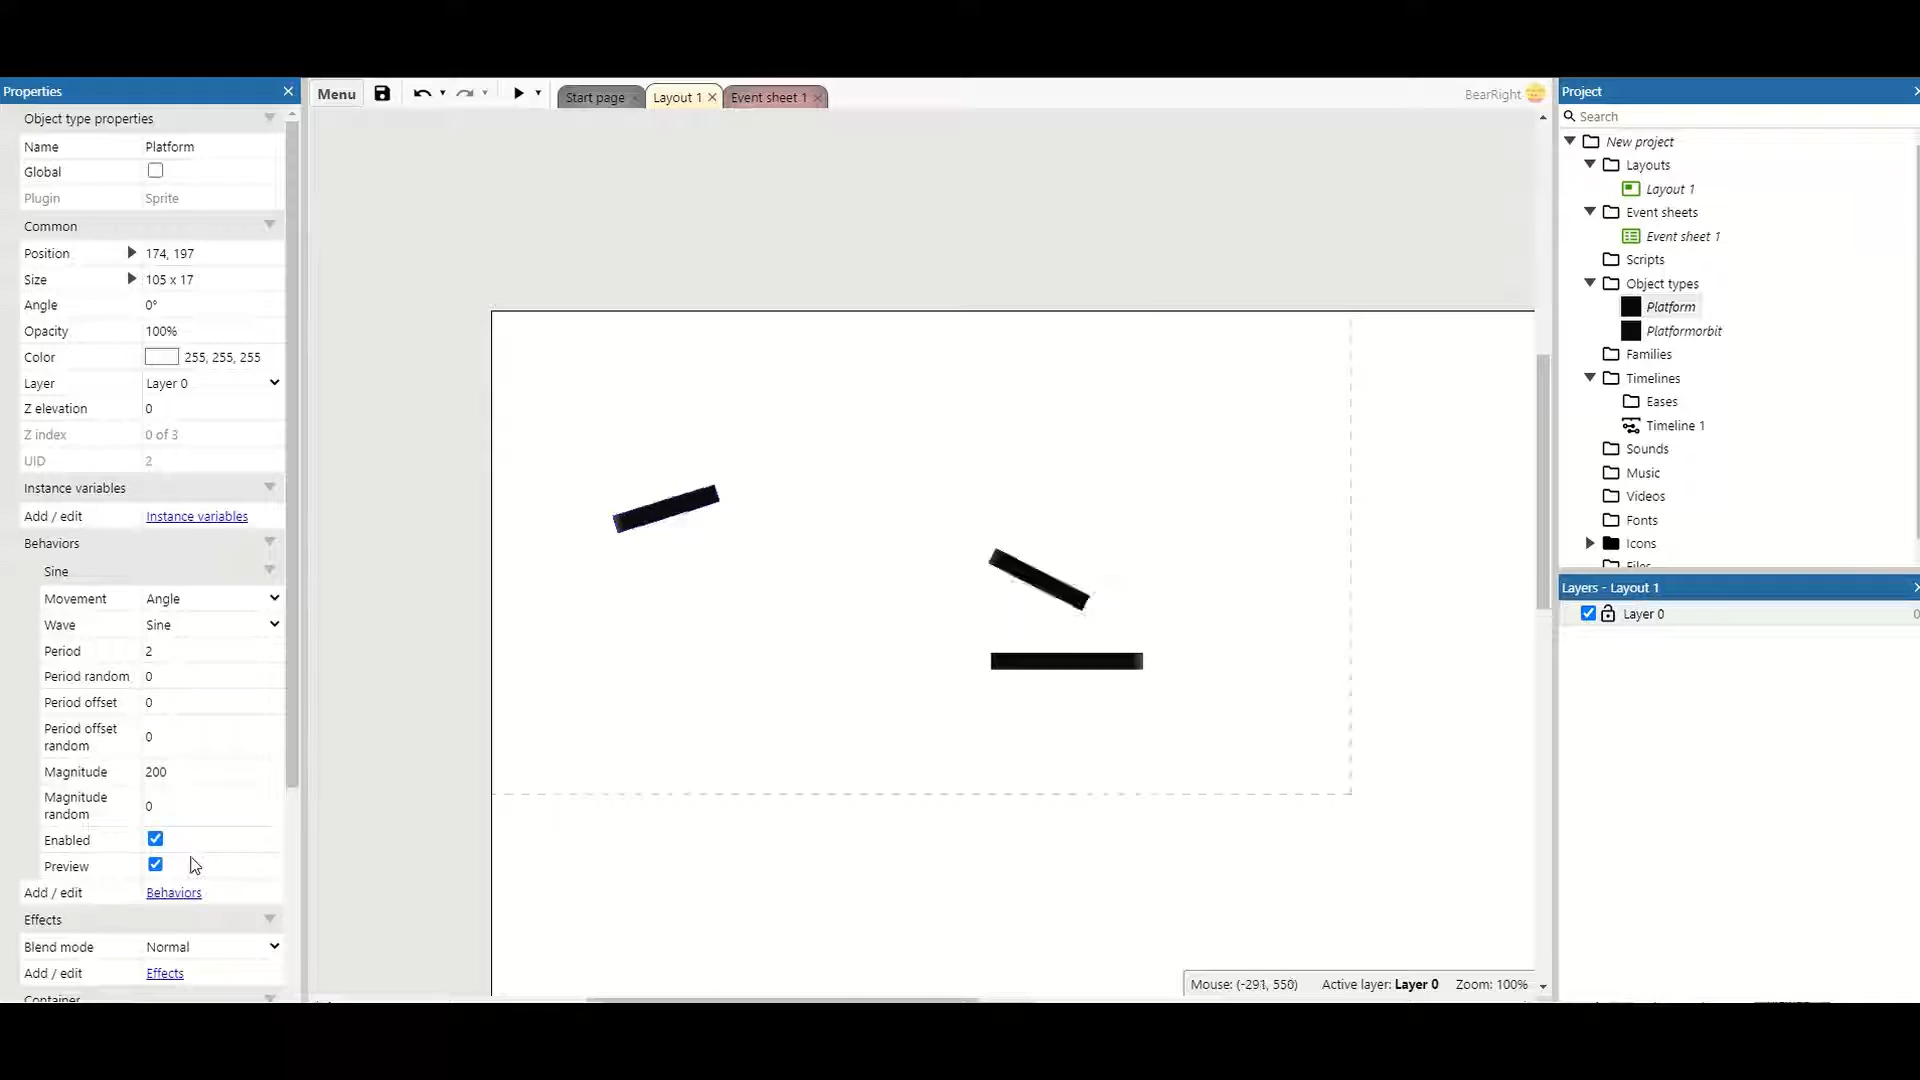 Properties
Object type properties
Name Platform
Global
Plugin Sprite
Common
Position 174, 197
Size 105 x 17
Angle 0°
Opacity 100%
Color 255, 255, 255
Layer Layer 0
Z elevation 0
Z index 0 of 3
UID 2
Instance variables
Add / edit Instance variables
Behaviors
Sine
Movement Angle
Wave Sine
Period 2
Period random 0
Period offset 0
Period offset random 0
Magnitude 200
Magnitude random 0
Enabled
Preview
Add / edit Behaviors
Effects
Blend mode Normal
Add / edit Effects
Container
Menu
Start page
Layout 1
Event sheet 1
BearRight
Mouse: (-291, 550) Active layer: Layer 0 Zoom: 100%
Project
Search
New project
Layouts
Layout 1
Event sheets
Event sheet 1
Scripts
Object types
Platform
Platformorbit
Families
Timelines
Eases
Timeline 1
Sounds
Music
Videos
Fonts
Icons
Files
Layers - Layout 1
Layer 0 0